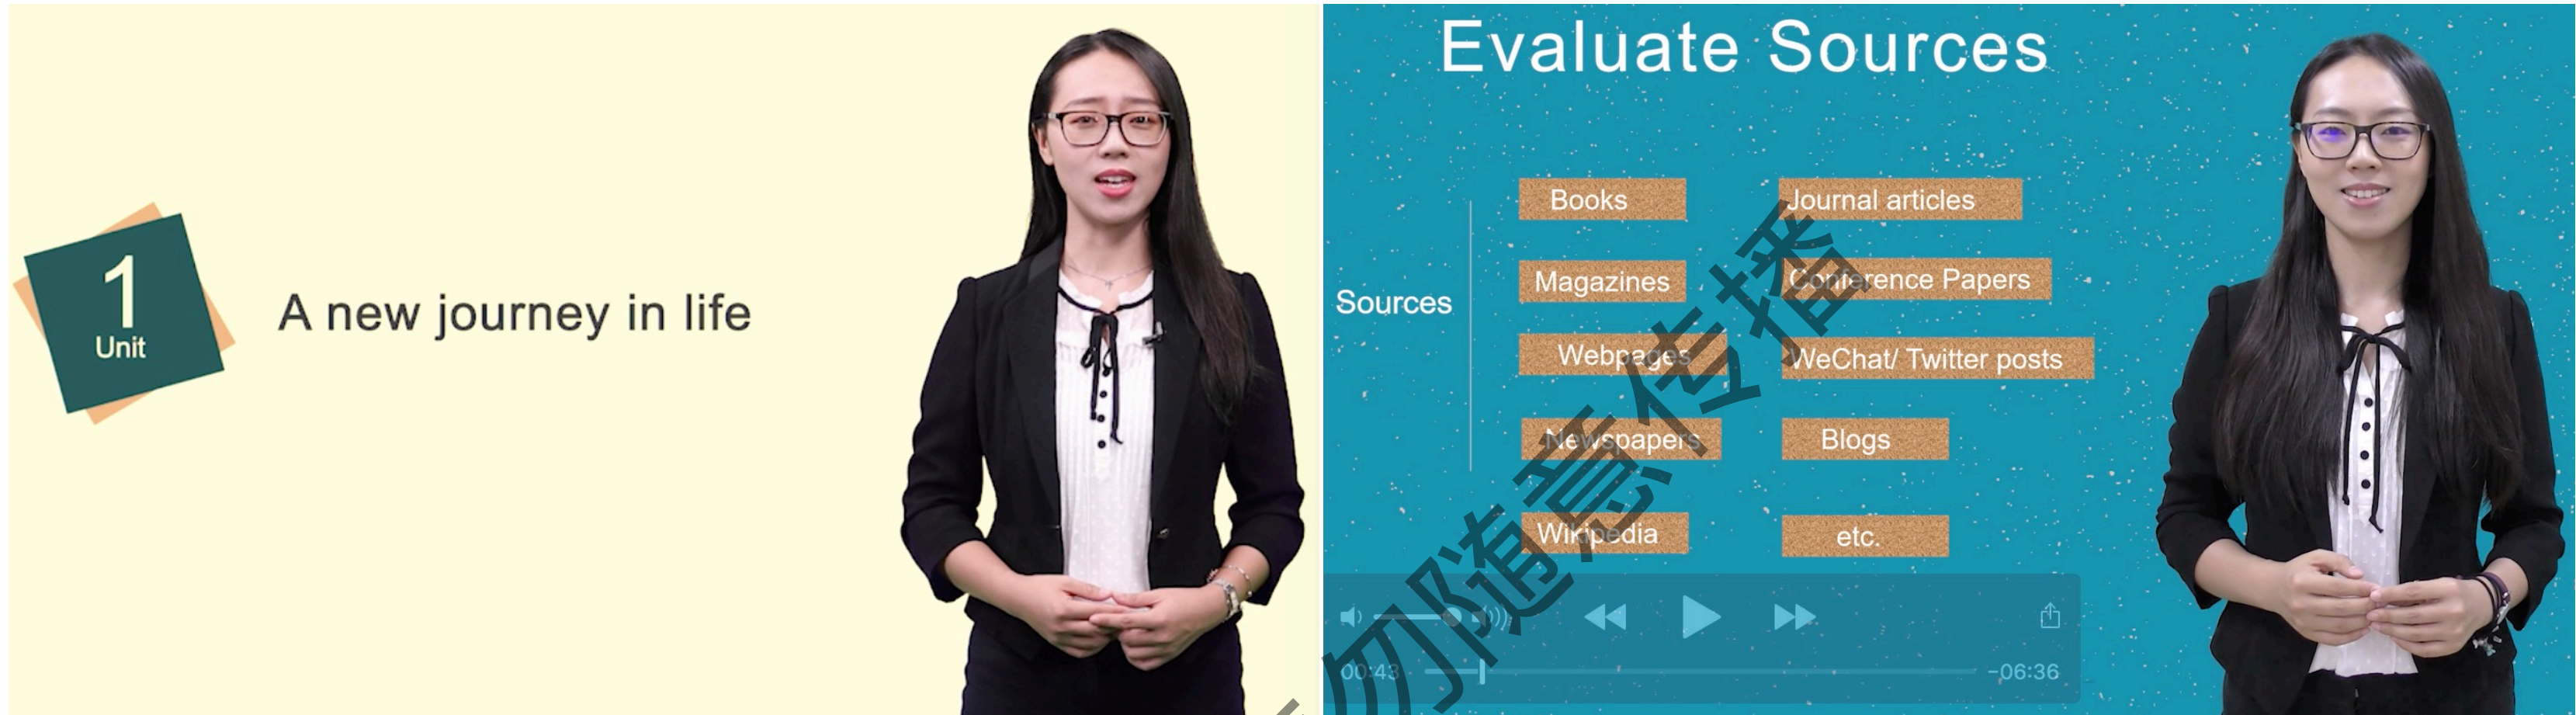 1
Unit
A new journey in life
Evaluate Sources
Sources
Books
Journal articles
Magazines
Conference Papers
Webpages
WeChat/ Twitter posts
Newspapers
Blogs
Wikipedia
etc.
勿随意传播
00:43
-06:36